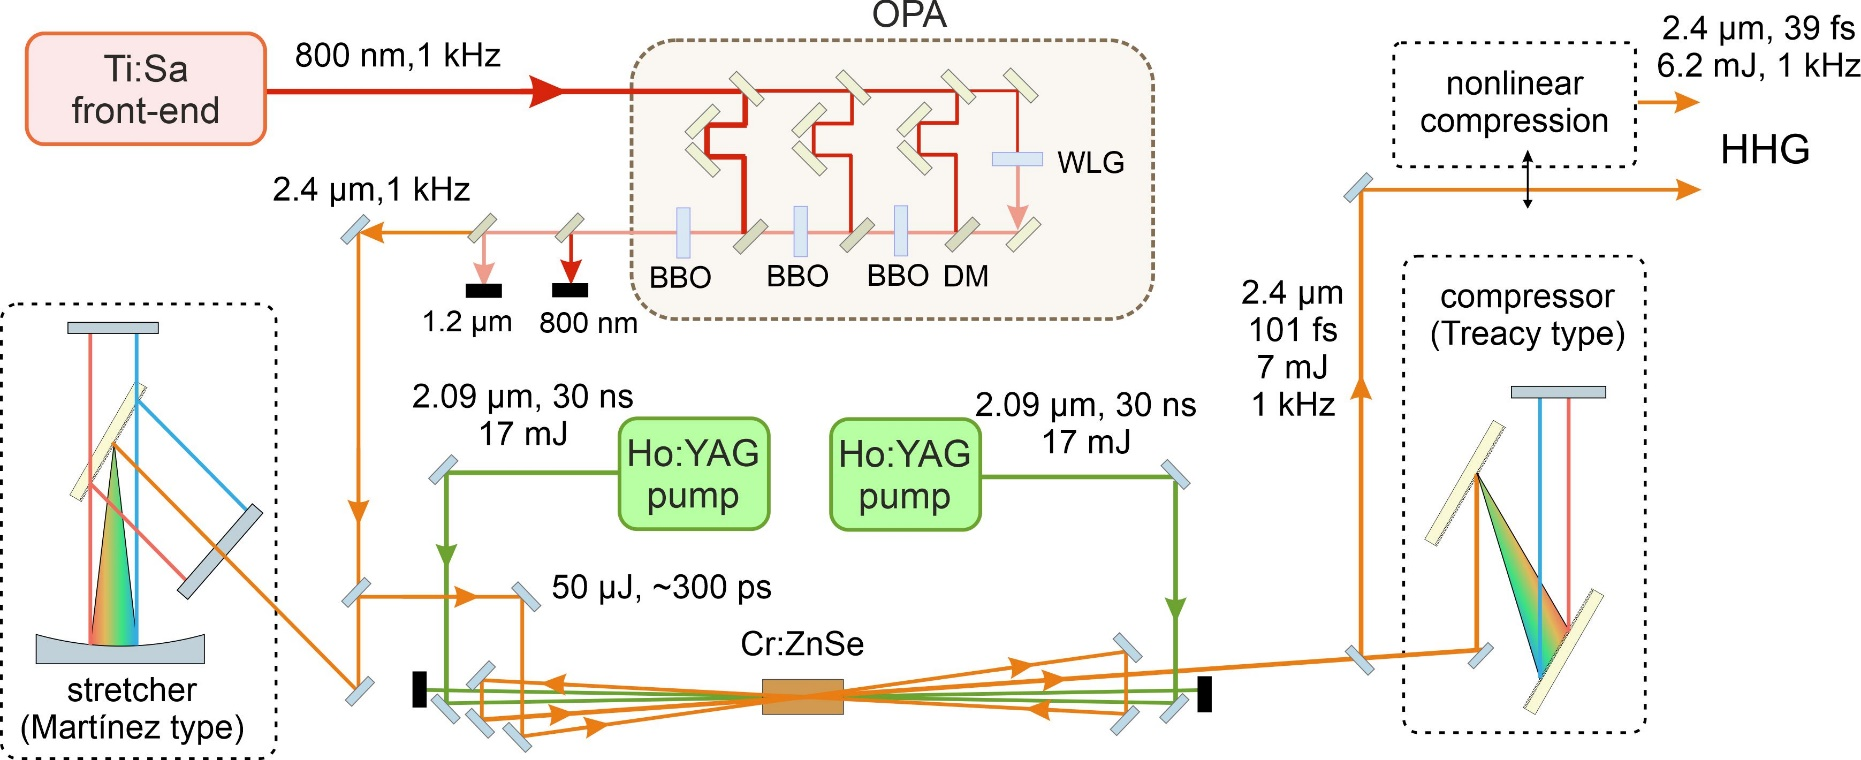 OPA
Ti:Sa
front-end
800 nm,1 kHz
WLG
BBO
BBO
BBO
DM
2.4 µm,1 kHz
1.2 µm
800 nm
nonlinear
compression
2.4 µm, 39 fs
6.2 mJ, 1 kHz
HHG
2.4 µm
101 fs
7 mJ
1 kHz
compressor
(Treacy type)
2.09 µm, 30 ns
17 mJ
Ho:YAG
pump
Ho:YAG
pump
2.09 µm, 30 ns
17 mJ
50 µJ, ~300 ps
Cr:ZnSe
stretcher
(Martínez type)